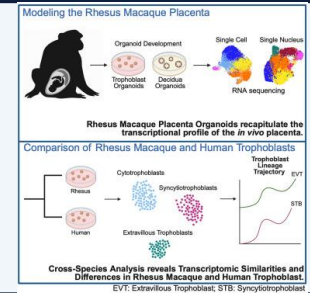 Modeling the Rhesus Macaque Placenta
Organoid Development
Trophoblast
Organoids
Decidua
Organoids
Single Cell
Single Nucleus
RNA sequencing
Rhesus Macaque Placenta Organoids recapitulate the
transcriptional profile of the in vivo placenta.
Comparison of Rhesus Macaque and Human Trophoblasts
Rhesus
Human
Cytotrophoblasts
Syncytiotrophoblasts
Extravillous Trophoblasts
Trophoblast
Lineage
Trajectory
EVT
STB
Cross-Species Analysis reveals Transcriptomic Similarities and
Differences in Rhesus Macaque and Human Trophoblast.
EVT: Extravillous Trophoblast; STB: Syncytiotrophoblast